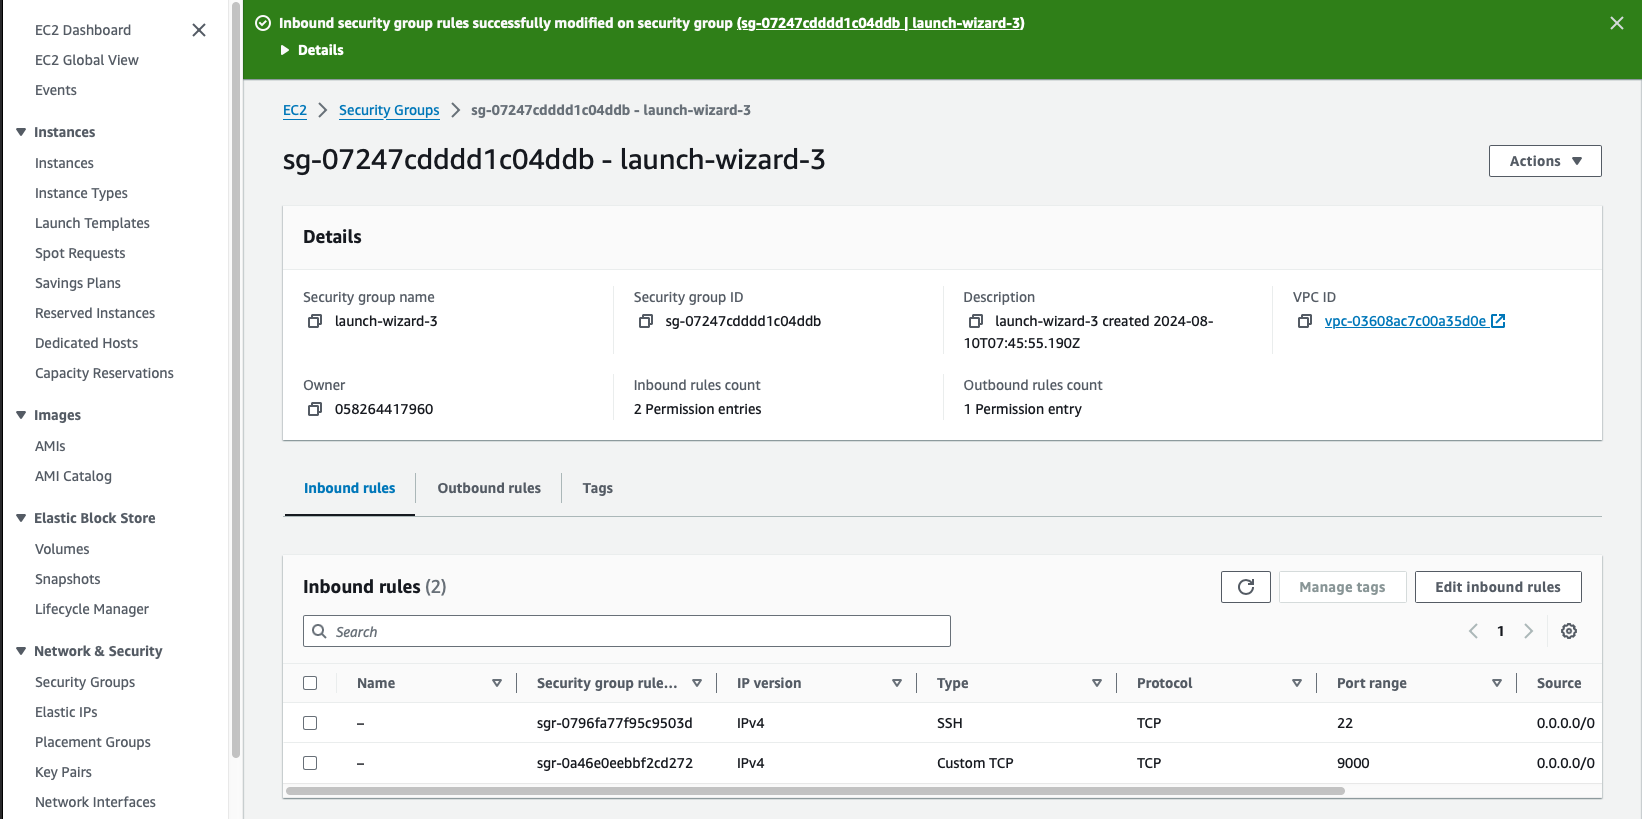 EC2 Dashboard
EC2 Global View
Events
Instances
Instances
Instance Types
Launch Templates
Spot Requests
Savings Plans
Reserved Instances
Dedicated Hosts
Capacity Reservations
Images
AMIs
AMI Catalog
Elastic Block Store
Volumes
Snapshots
Lifecycle Manager
Network & Security
Security Groups
Elastic IPs
Placement Groups
Key Pairs
Network Interfaces
Inbound security group rules successfully modified on security group (sg-07247cdddd1c04ddb | launch-wizard-3)
Details
EC2 Security Groups sg-07247cdddd1c04ddb - launch-wizard-3
sg-07247cdddd1c04ddb - launch-wizard-3
Actions
Details
Security group name
launch-wizard-3
Security group ID
sg-07247cdddd1c04ddb
Description
launch-wizard-3 created 2024-08-
10T07:45:55.190Z
VPC ID
vpc-03608ac7c00a35d0e
Owner
058264417960
Inbound rules count
2 Permission entries
Outbound rules count
1 Permission entry
Inbound rules Outbound rules Tags
Inbound rules (2)
Manage tags Edit inbound rules
Search
1
Name Security group rule... IP version Type Protocol Port range Source
– sgr-0796fa77f95c9503d IPv4 SSH TCP 22 0.0.0.0/0
– sgr-0a46e0eebbf2cd272 IPv4 Custom TCP TCP 9000 0.0.0.0/0